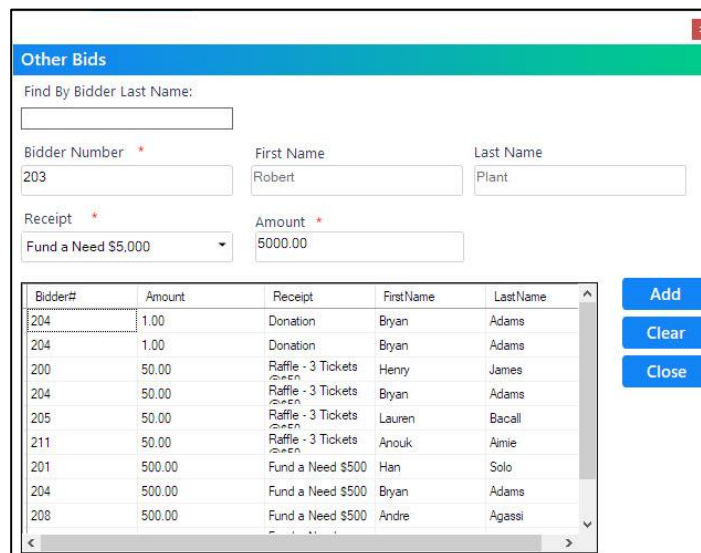 Other Bids
Find By Bidder Last Name:
Bidder Number * First Name Last Name
203 Robert Plant
Receipt * Amount *
Fund a Need $5,000 5000.00
Bidder# Amount Receipt FirstName LastName
204 1.00 Donation Bryan Adams
204 1.00 Donation Bryan Adams
200 50.00 Raffle - 3 Tickets Henry James
204 50.00 Raffle - 3 Tickets Bryan Adams
205 50.00 Raffle - 3 Tickets Lauren Bacall
211 50.00 Raffle - 3 Tickets Anouk Aimie
201 500.00 Fund a Need $500 Han Solo
204 500.00 Fund a Need $500 Bryan Adams
208 500.00 Fund a Need $500 Andre Agassi
Add
Clear
Close